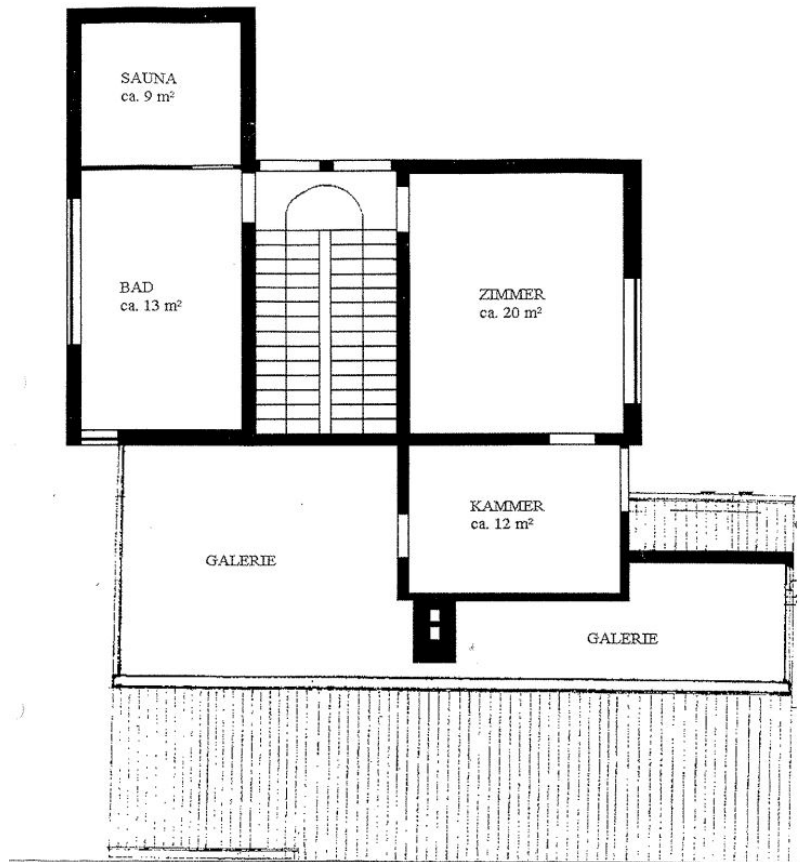 SAUNA
ca. 9 m²
BAD
ca. 13 m²
ZIMMER
ca. 20 m²
KAMMER
ca. 12 m²
GALERIE
GALERIE